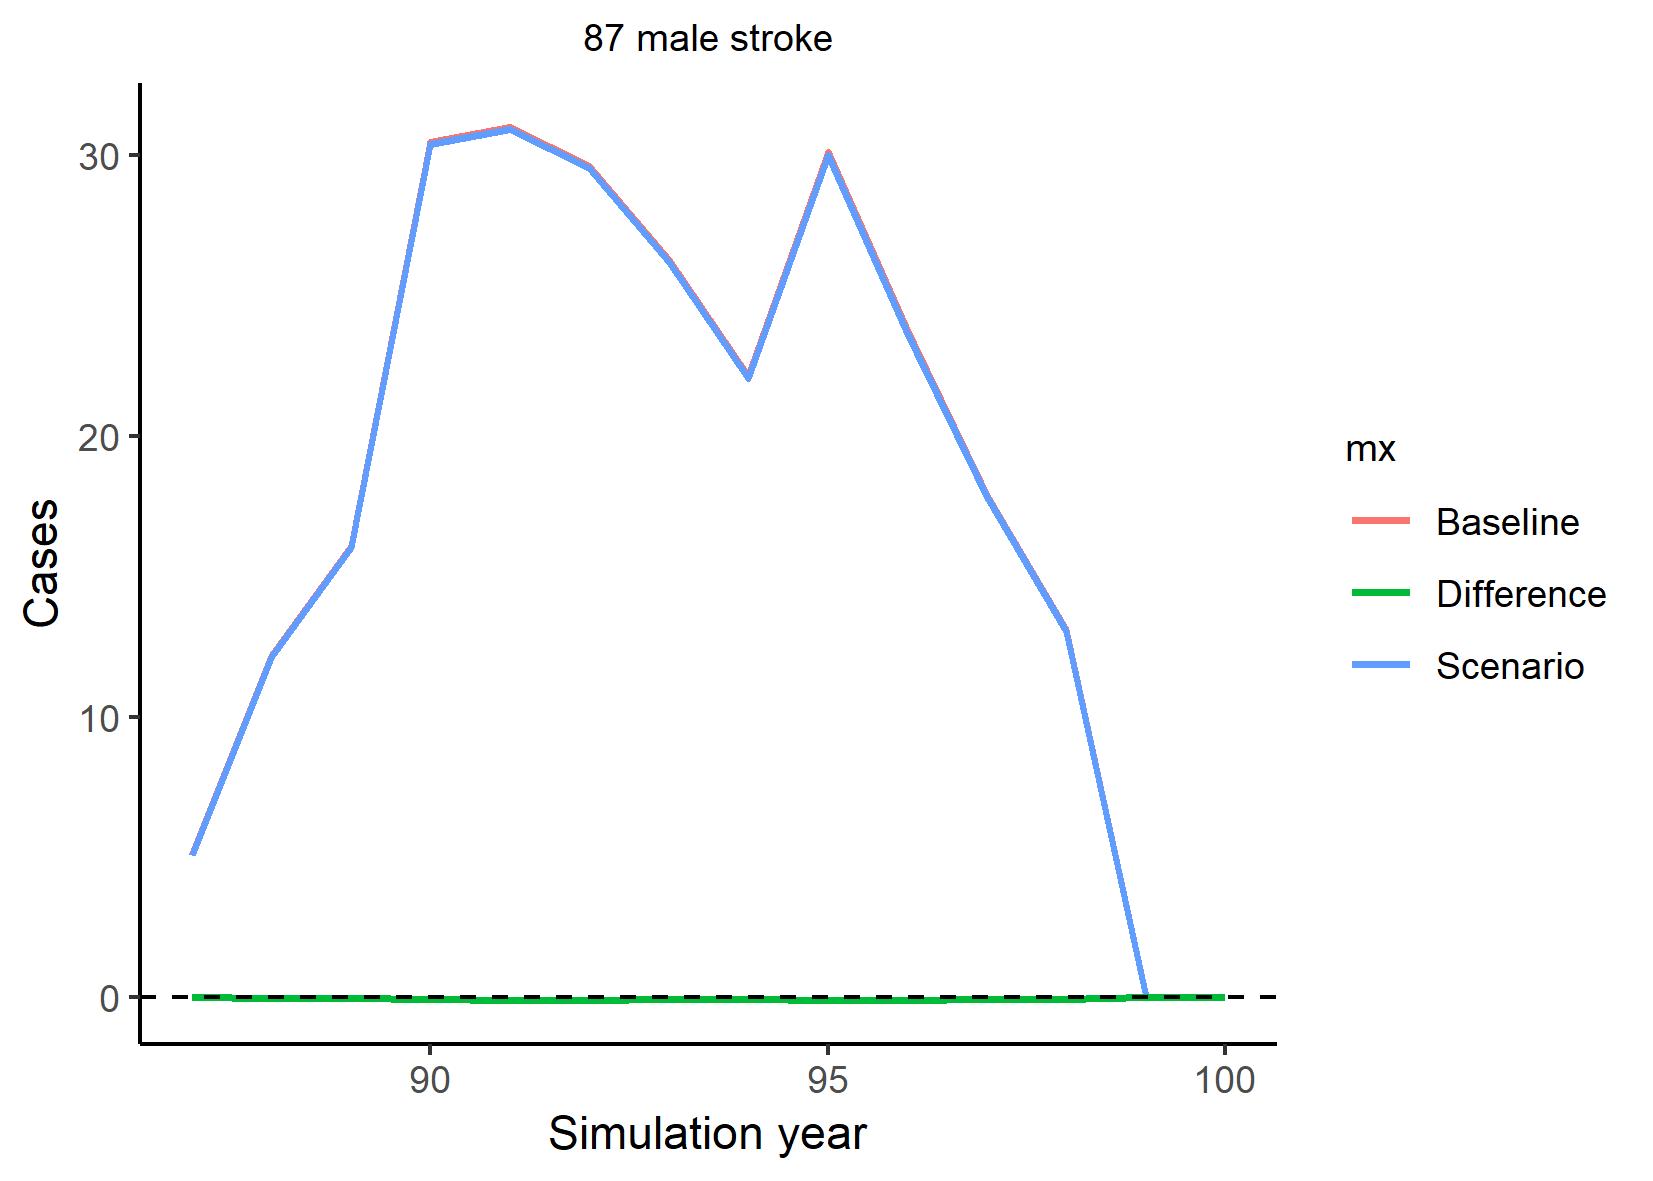 87 male stroke
30
20
10
0
Cases
90
95
100
Simulation year
mx
Baseline
Difference
Scenario